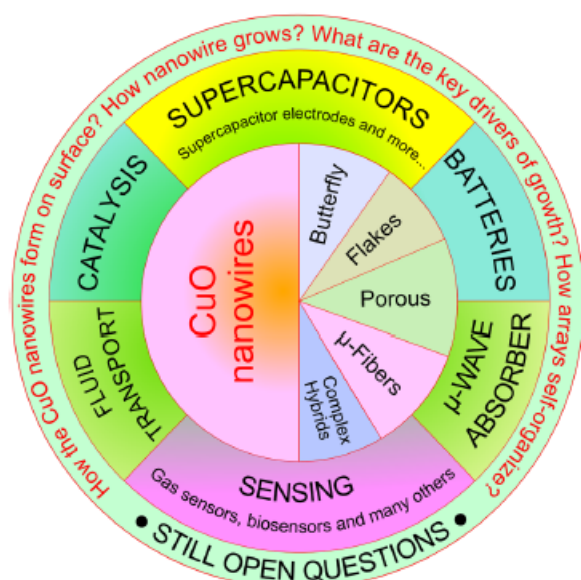 How the CuO nanowires form on surface? How nanowire grows? What are the key drivers of growth? How arrays self-organize?
SUPERCAPACITORS
Supercapacitor electrodes and more...
CATALYSIS
BATTERIES
CuO
nanowires
Butterfly
Flakes
Porous
μ-Fibers
Complex
Hybrids
FLUID
TRANSPORT
μ-WAVE
ABSORBER
SENSING
Gas sensors, biosensors and many others
• STILL OPEN QUESTIONS •